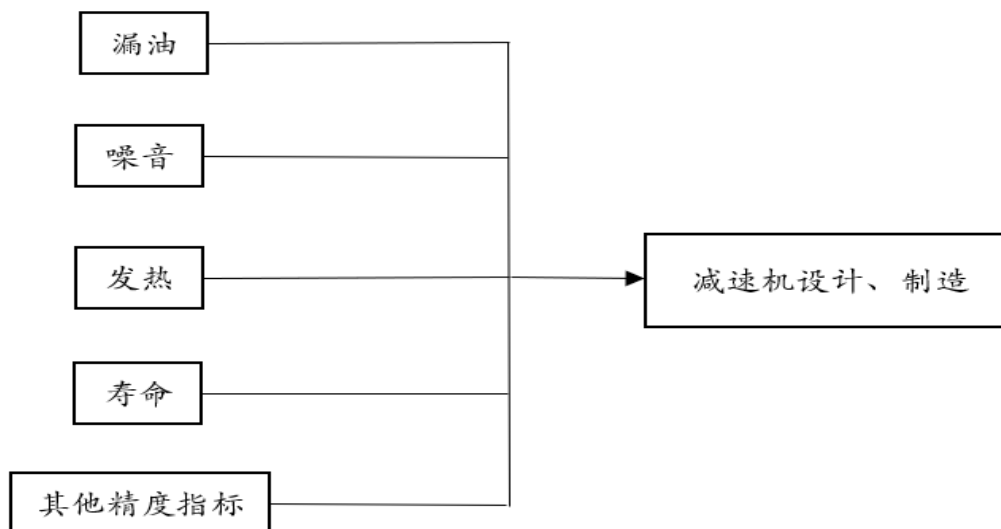 漏油
噪音
发热
减速机设计、制造
寿命
其他精度指标